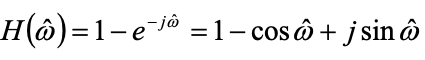 H(ω̂) = 1 − e^{−jω̂} = 1 − cos ω̂ + j sin ω̂